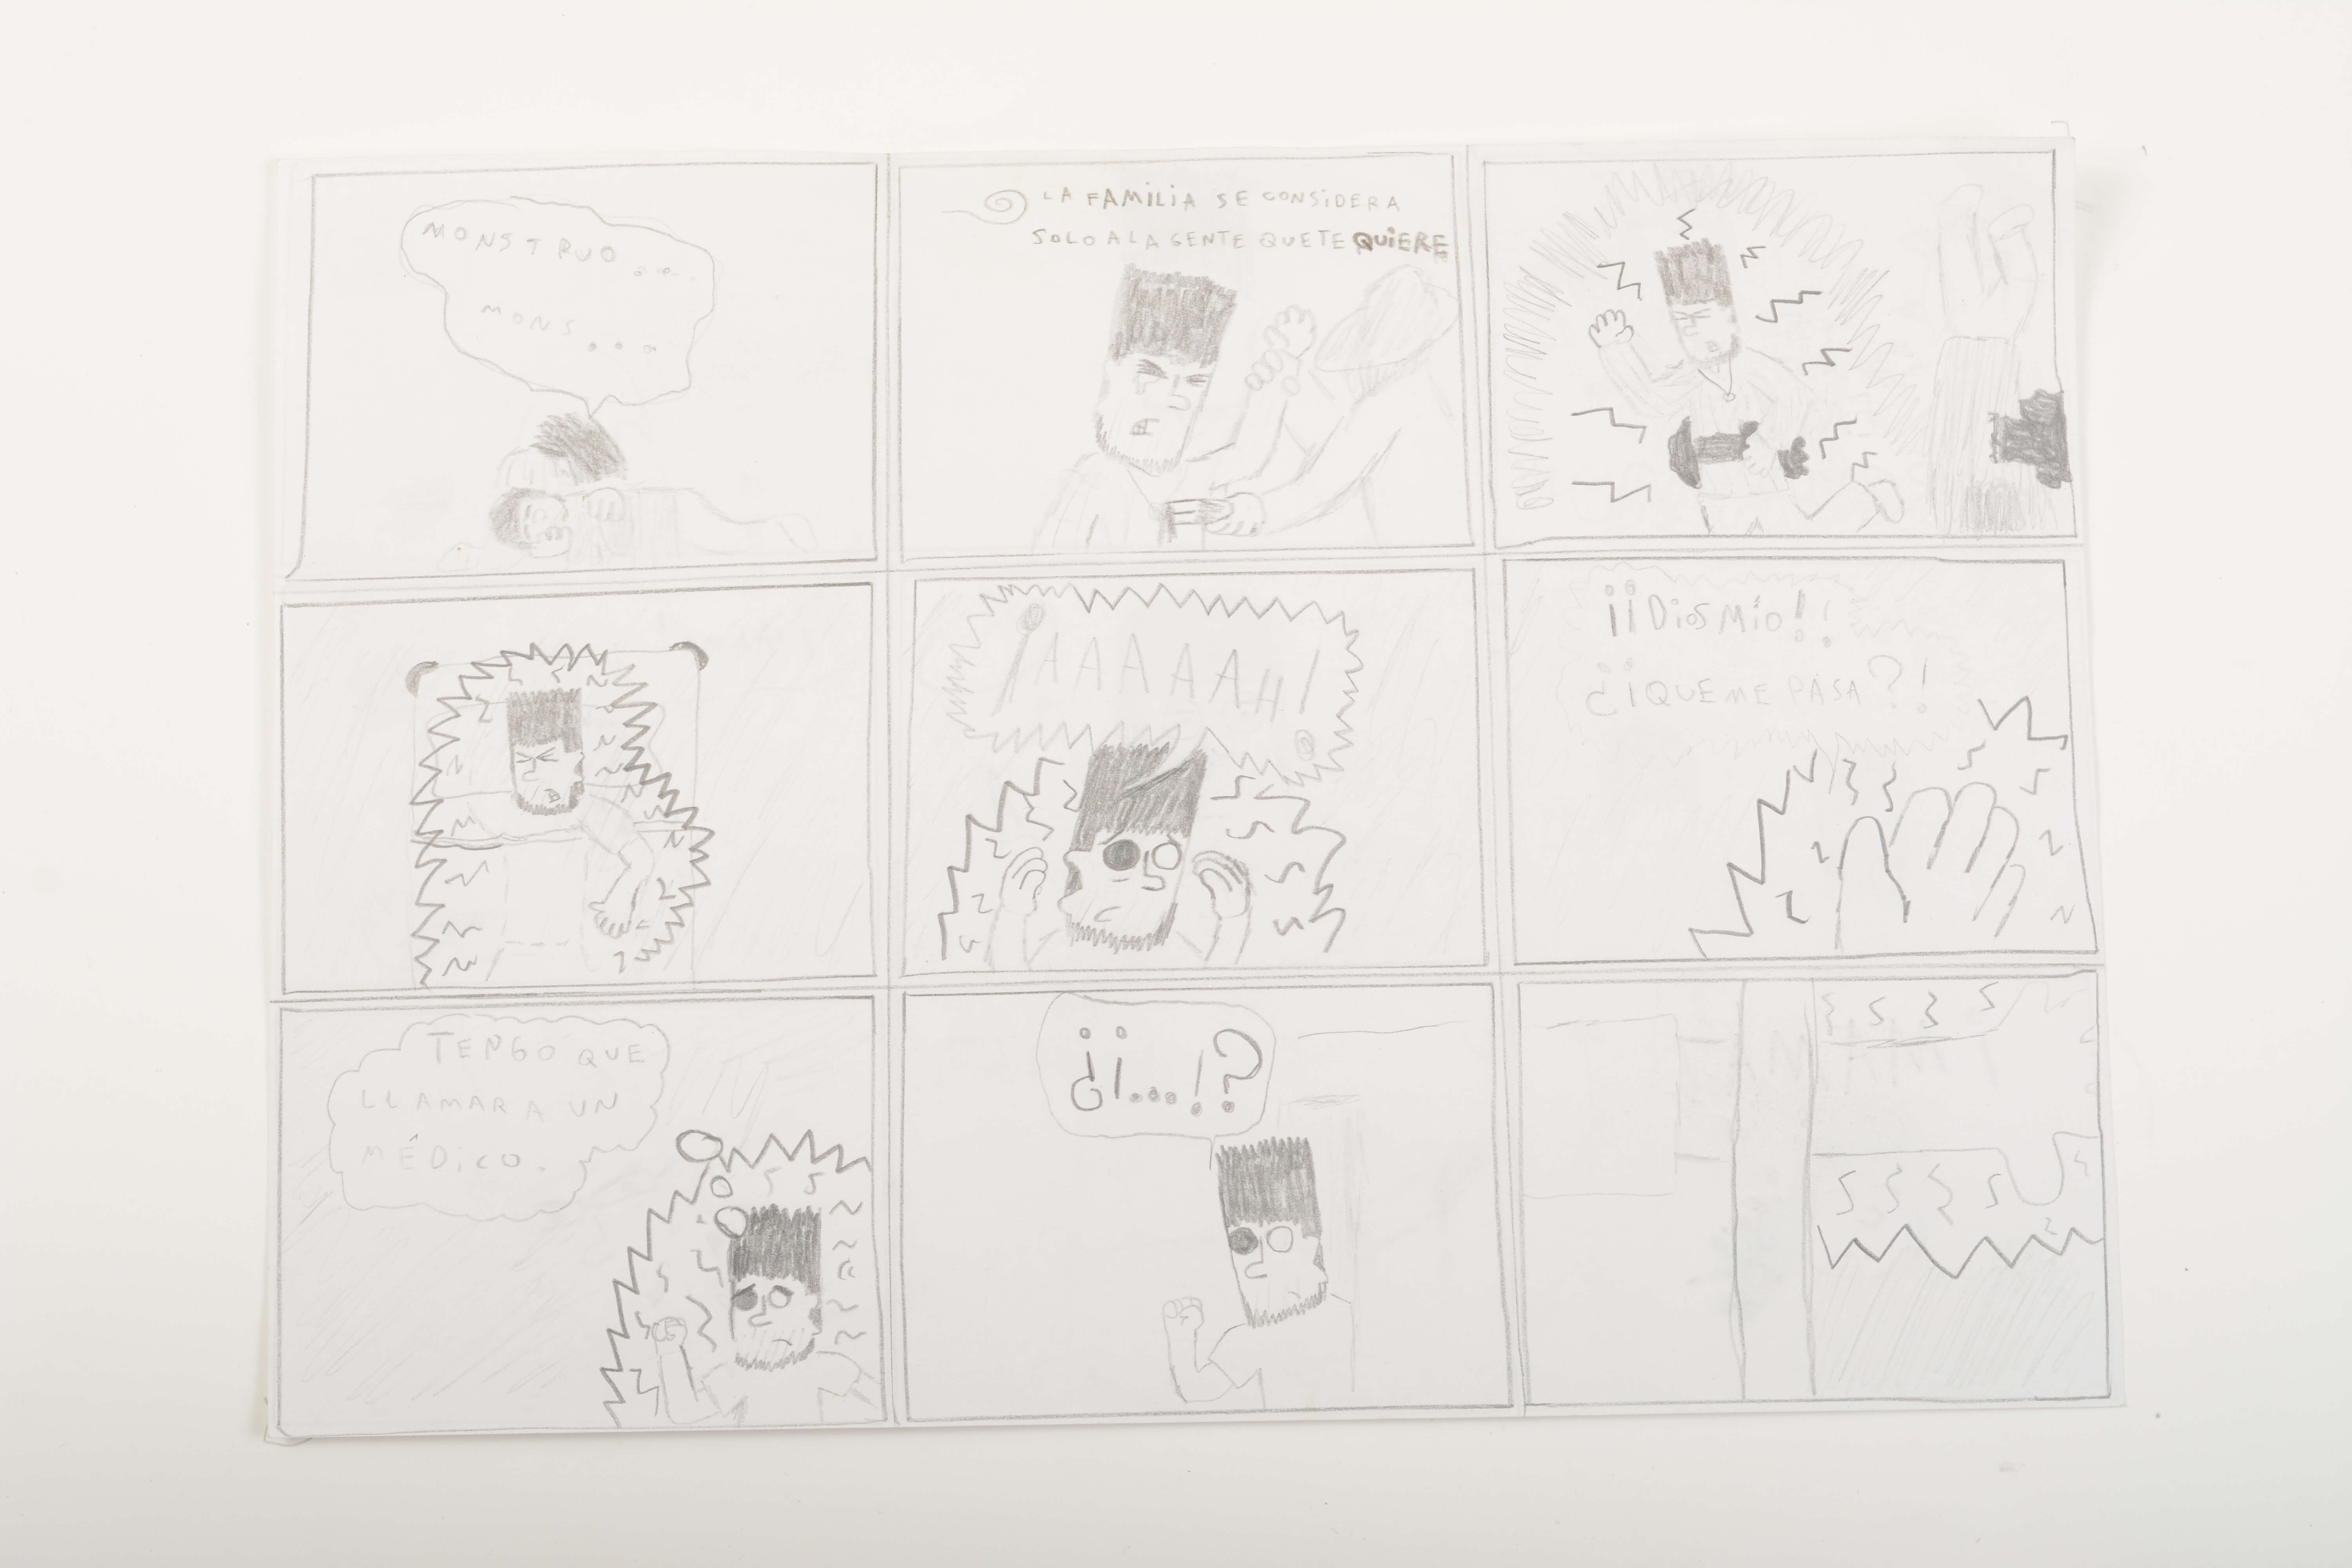 MONSTRUO....
MONS...
LA FAMILIA SE CONSIDERA
SOLO A LA GENTE QUE TE QUIERE
¡AAAAAH!
¡¡DIOS MÍO!!
¿¡QUE ME PASA?!
TENGO QUE
LLAMAR A UN
MÉDICO.
¿¡...!?